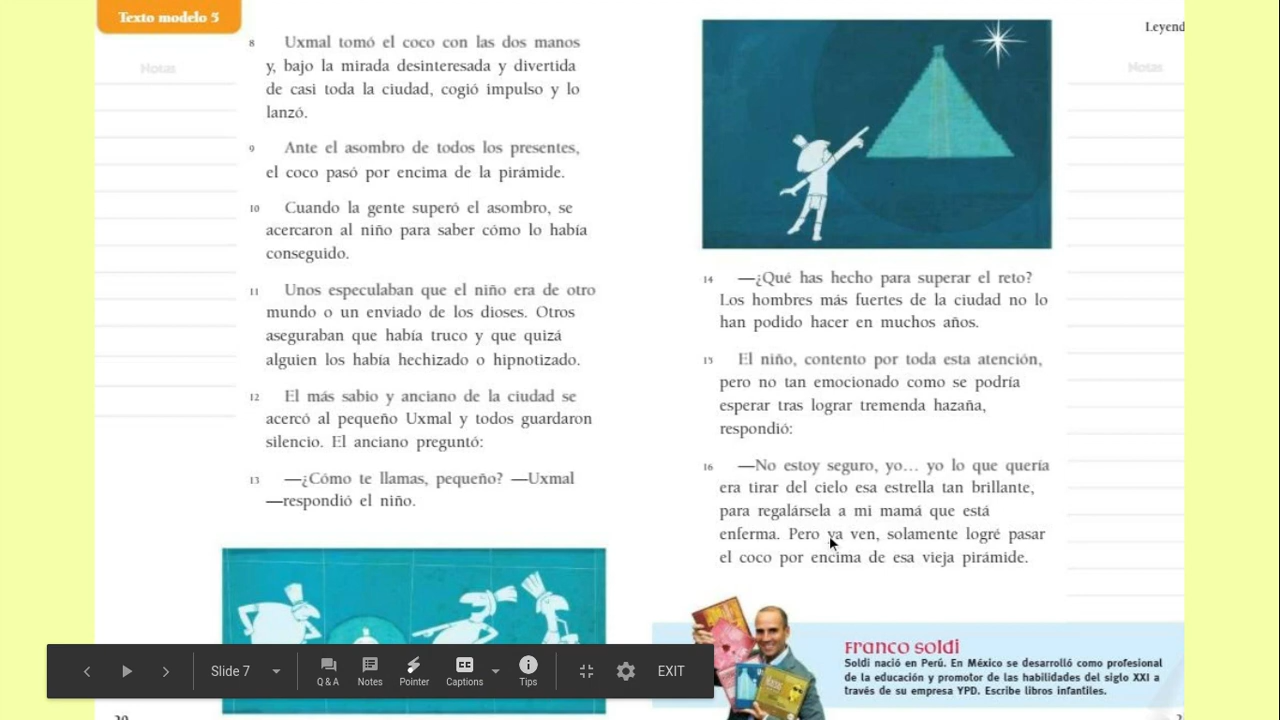 Texto modelo 5
Notas
8 Uxmal tomó el coco con las dos manos
y, bajo la mirada desinteresada y divertida
de casi toda la ciudad, cogió impulso y lo
lanzó.
9 Ante el asombro de todos los presentes,
el coco pasó por encima de la pirámide.
10 Cuando la gente superó el asombro, se
acercaron al niño para saber cómo lo había
conseguido.
11 Unos especulaban que el niño era de otro
mundo o un enviado de los dioses. Otros
aseguraban que había truco y que quizá
alguien los había hechizado o hipnotizado.
12 El más sabio y anciano de la ciudad se
acercó al pequeño Uxmal y todos guardaron
silencio. El anciano preguntó:
13 —¿Cómo te llamas, pequeño? —Uxmal
—respondió el niño.
Leyend
Notas
14 —¿Qué has hecho para superar el reto?
Los hombres más fuertes de la ciudad no lo
han podido hacer en muchos años.
15 El niño, contento por toda esta atención,
pero no tan emocionado como se podría
esperar tras lograr tremenda hazaña,
respondió:
16 —No estoy seguro, yo... yo lo que quería
era tirar del cielo esa estrella tan brillante,
para regalársela a mi mamá que está
enferma. Pero ya ven, solamente logré pasar
el coco por encima de esa vieja pirámide.
Franco Soldi
Soldi nació en Perú. En México se desarrolló como profesional
de la educación y promotor de las habilidades del siglo XXI a
través de su empresa YPD. Escribe libros infantiles.
Slide 7
Q & A
Notes
Pointer
Captions
Tips
EXIT